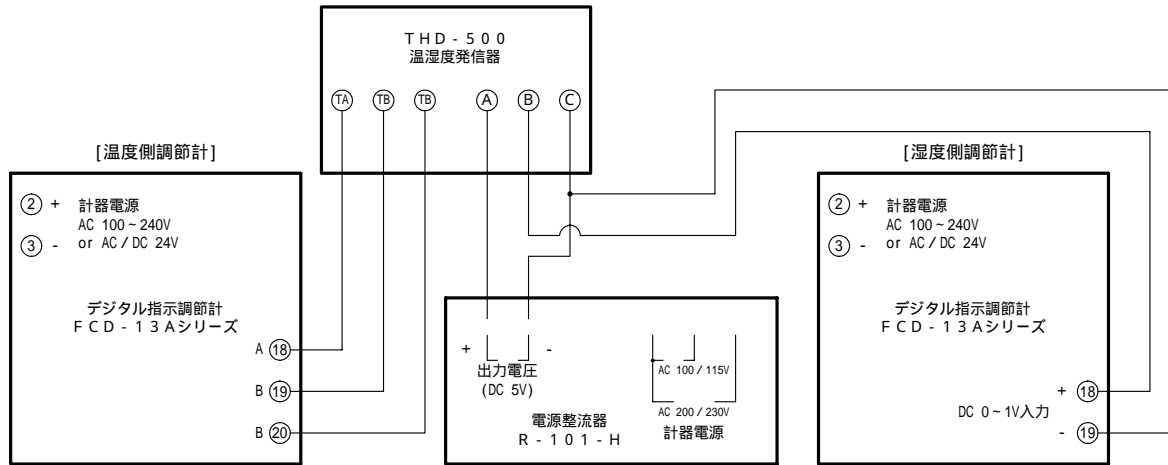 THD-500
温湿度発信器
TA TB TB A B C
[温度側調節計]
② + 計器電源
AC 100~240V
③ - or AC/DC 24V
デジタル指示調節計
FCD-13Aシリーズ
A ⑱
B ⑲
B ⑳
+ -
出力電圧
(DC 5V)
AC 100/115V
AC 200/230V
計器電源
電源整流器
R-101-H
[湿度側調節計]
② + 計器電源
AC 100~240V
③ - or AC/DC 24V
デジタル指示調節計
FCD-13Aシリーズ
+ ⑱
DC 0~1V入力
- ⑲